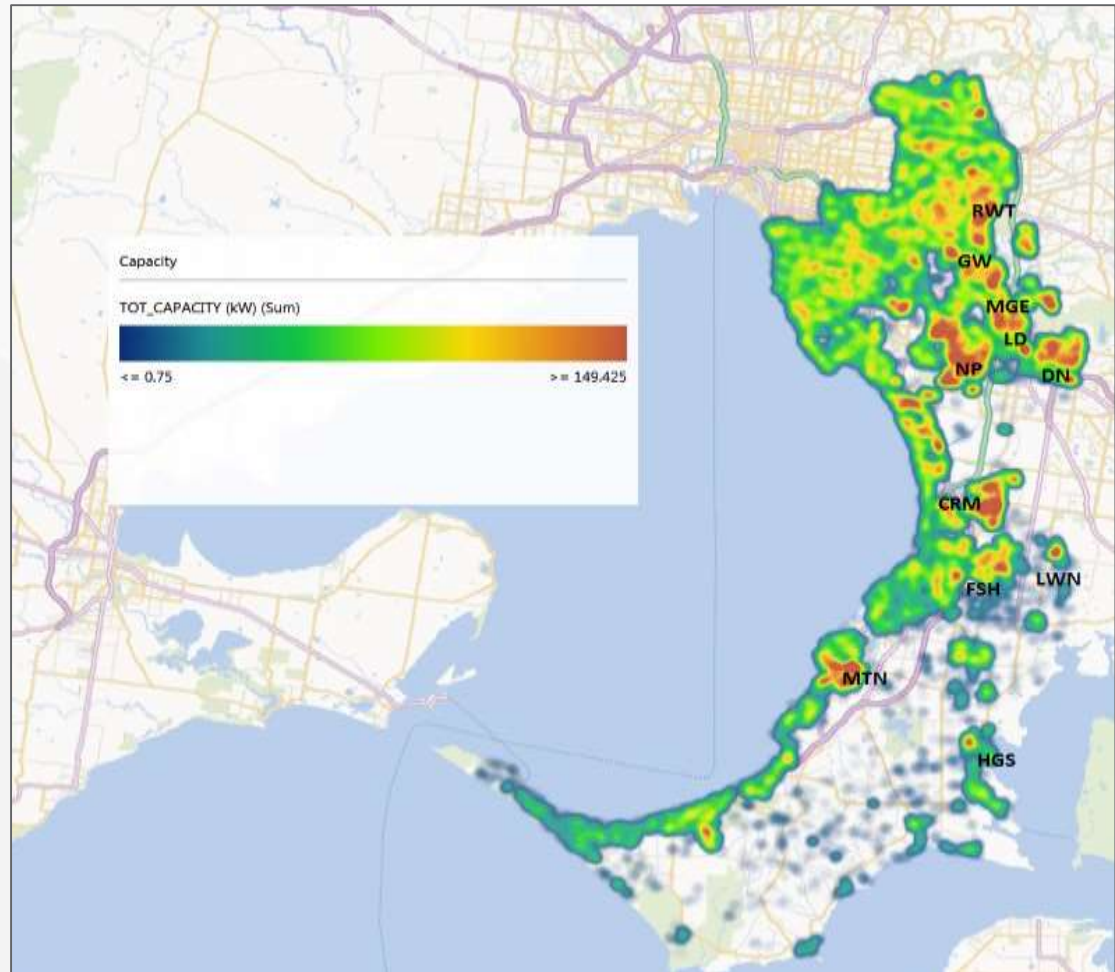 RWT
Capacity
GW
TOT_CAPACITY (kW) (Sum)
MGE
LD
<= 0.75
>= 149.425
NP
DN
CRM
LWN
FSH
MTN
HGS